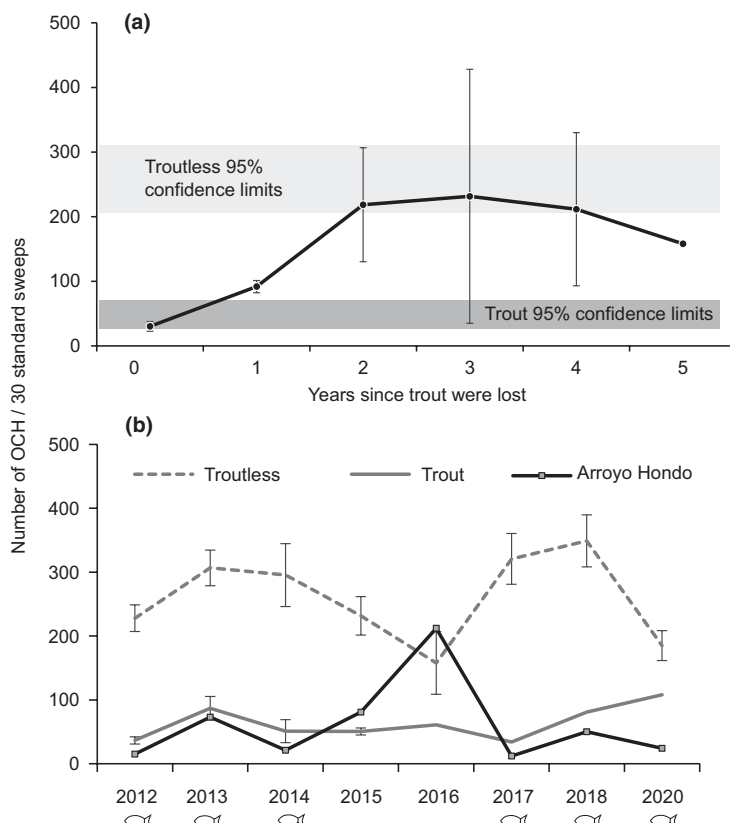 Number of OCH / 30 standard sweeps
(a)
500
400
300
200
100
0
Troutless 95%
confidence limits
Trout 95% confidence limits
0 1 2 3 4 5
Years since trout were lost
(b)
500
400
300
200
100
0
Troutless Trout Arroyo Hondo
2012 2013 2014 2015 2016 2017 2018 2020